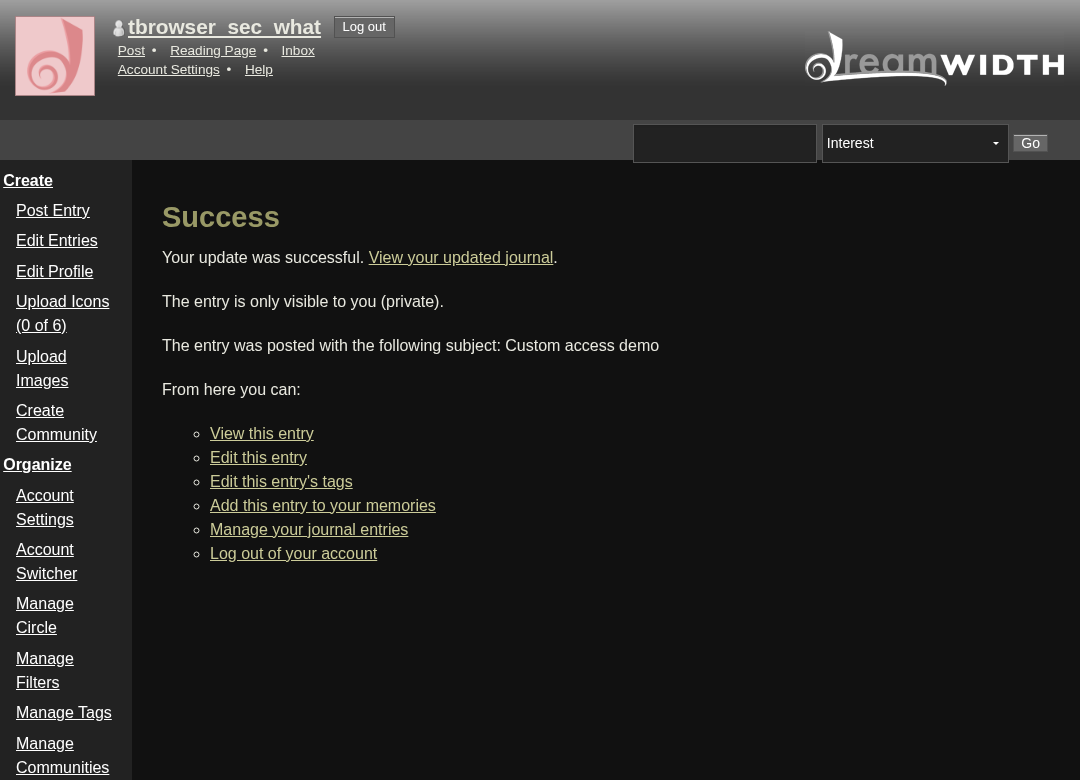 tbrowser_sec_what Log out
Post • Reading Page • Inbox
Account Settings • Help
dreamWIDTH
Interest Go
Create
Post Entry
Edit Entries
Edit Profile
Upload Icons
(0 of 6)
Upload
Images
Create
Community
Organize
Account
Settings
Account
Switcher
Manage
Circle
Manage
Filters
Manage Tags
Manage
Communities
Success
Your update was successful. View your updated journal.
The entry is only visible to you (private).
The entry was posted with the following subject: Custom access demo
From here you can:
View this entry
Edit this entry
Edit this entry's tags
Add this entry to your memories
Manage your journal entries
Log out of your account